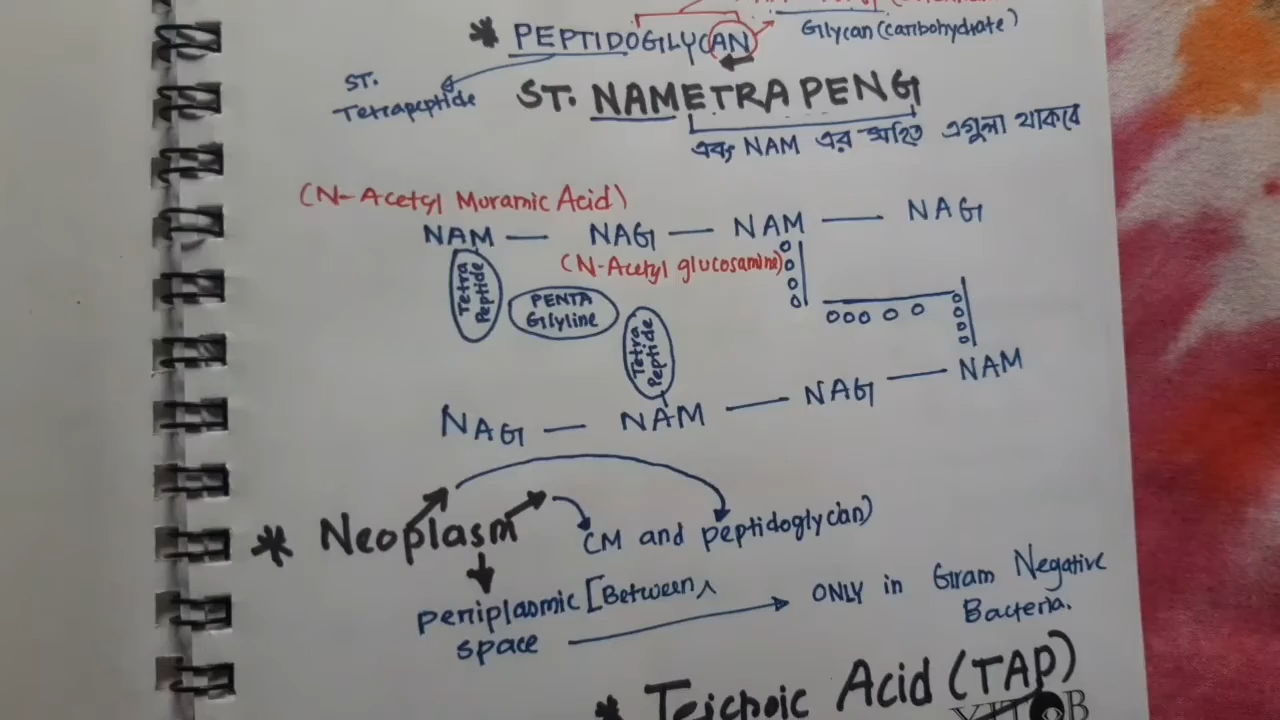 * PEPTIDOGLYCAN
Glycan (carbohydrate)
ST.
Tetrapeptide
ST. NAMETRA PENG
এবং NAM এর সহিত এগুলা থাকবে
(N-Acetyl Muramic Acid)
NAM — NAG — NAM — NAG
(N-Acetyl glucosamine)
Tetra Peptide
PENTA
Glyline
Tetra Peptide
NAG — NAM — NAG — NAM
* Neoplasm
CM and peptidoglycan)
periplasmic [Between
space
ONLY in Gram Negative
Bacteria.
* Teichoic Acid (TAP)